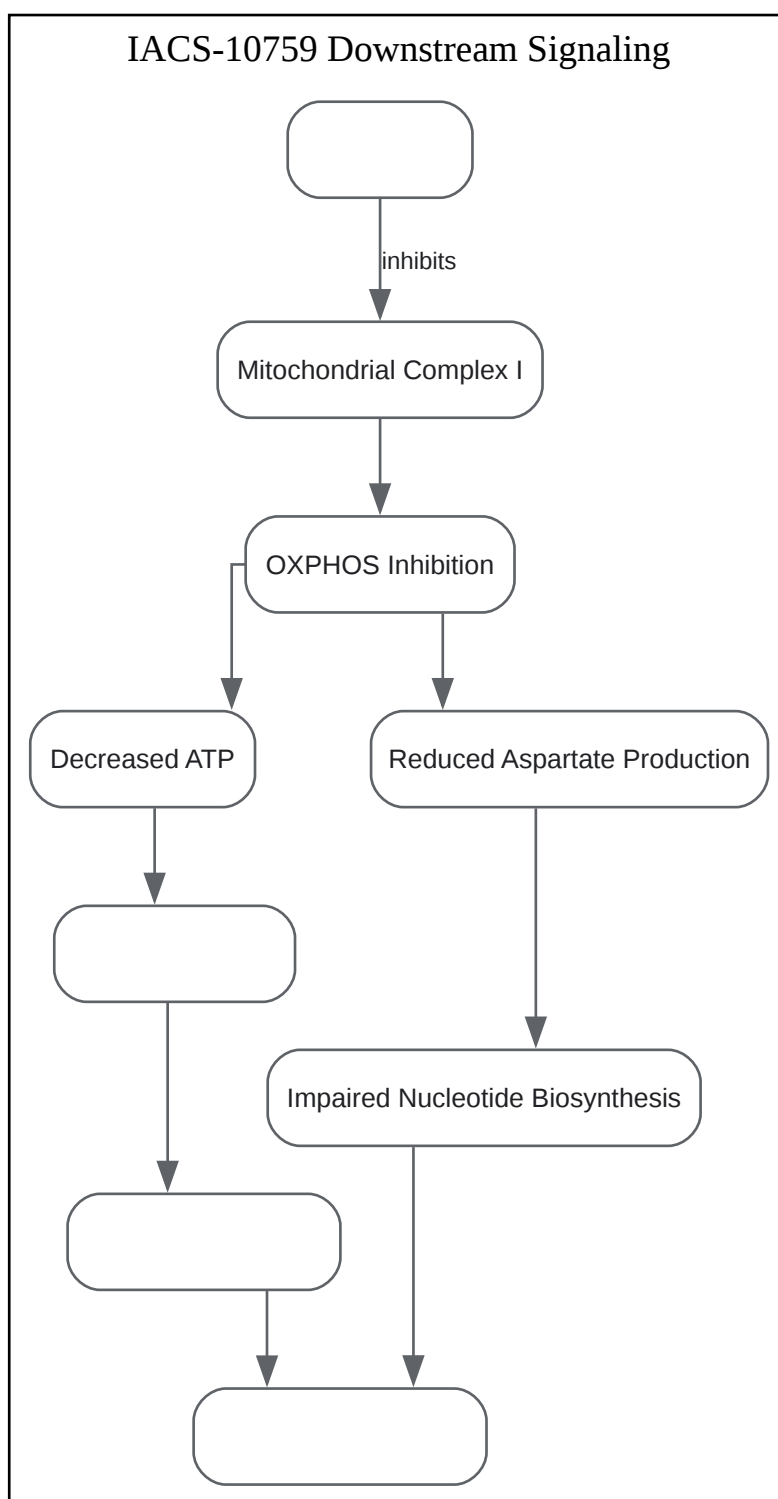 IACS-10759 Downstream Signaling
inhibits
Mitochondrial Complex I
OXPHOS Inhibition
Decreased ATP
Reduced Aspartate Production
Impaired Nucleotide Biosynthesis